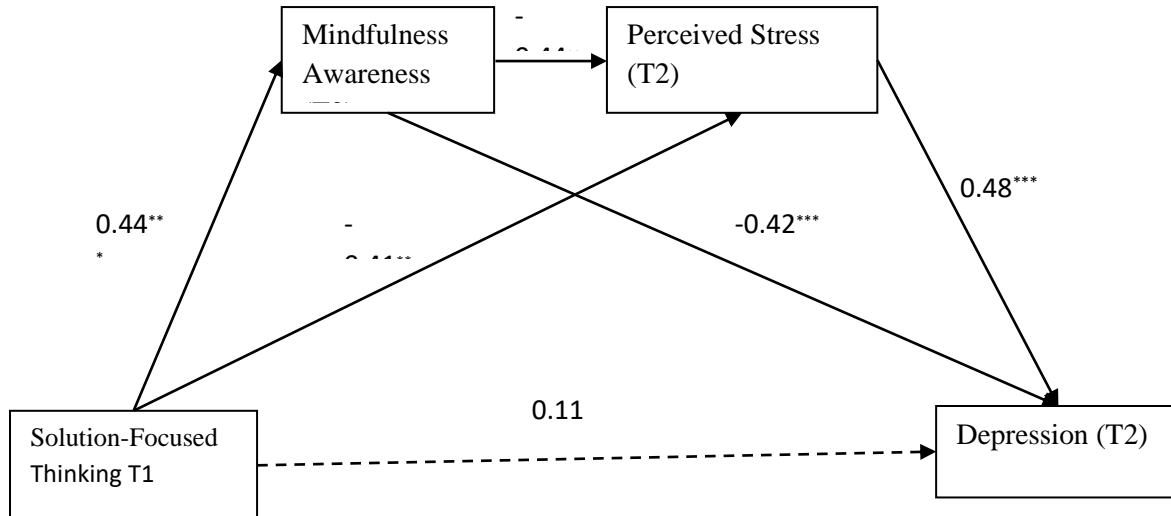 -
Mindfulness
Awareness
Perceived Stress
(T2)
0.44**
*
-
-0.42***
0.48***
0.11
Solution-Focused
Thinking T1
Depression (T2)